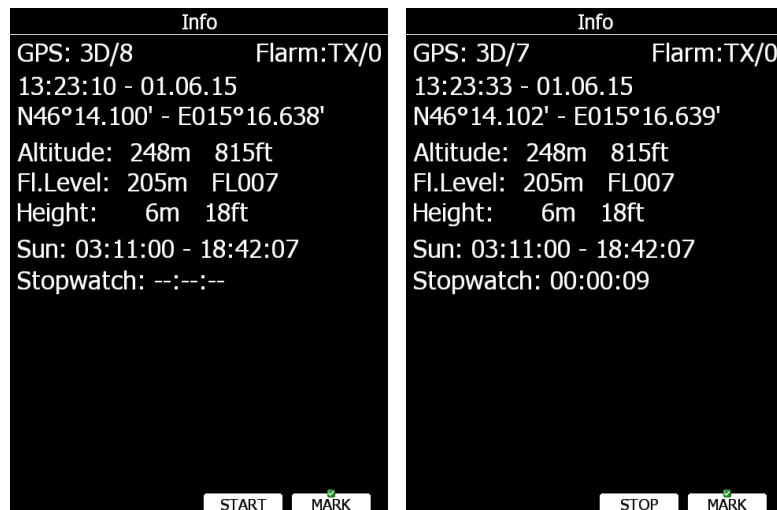 Info
GPS: 3D/8 Flarm:TX/0
13:23:10 - 01.06.15
N46°14.100' - E015°16.638'
Altitude: 248m 815ft
Fl.Level: 205m FL007
Height: 6m 18ft
Sun: 03:11:00 - 18:42:07
Stopwatch: --:--:--
START MARK
Info
GPS: 3D/7 Flarm:TX/0
13:23:33 - 01.06.15
N46°14.102' - E015°16.639'
Altitude: 248m 815ft
Fl.Level: 205m FL007
Height: 6m 18ft
Sun: 03:11:00 - 18:42:07
Stopwatch: 00:00:09
STOP MARK